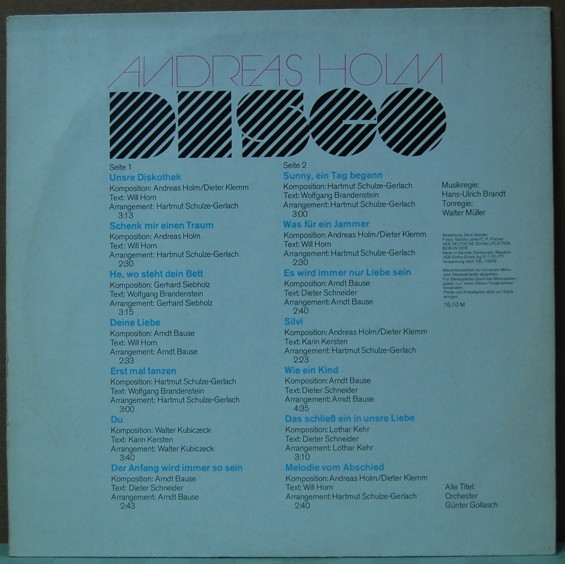 ANDREAS HOLM
DISCO
Seite 1
Unsre Diskothek
Komposition: Andreas Holm/Dieter Klemm
Text: Will Horn
Arrangement: Hartmut Schulze-Gerlach
3:13
Schenk mir einen Traum
Komposition: Andreas Holm
Text: Will Horn
Arrangement: Hartmut Schulze-Gerlach
2:30
He, wo steht dein Bett
Komposition: Gerhard Siebholz
Text: Wolfgang Brandenstein
Arrangement: Gerhard Siebholz
3:15
Deine Liebe
Komposition: Arndt Bause
Text: Will Horn
Arrangement: Arndt Bause
2:33
Erst mal tanzen
Komposition: Hartmut Schulze-Gerlach
Text: Wolfgang Brandenstein
Arrangement: Hartmut Schulze-Gerlach
3:00
Du
Komposition: Walter Kubiczeck
Text: Karin Kersten
Arrangement: Walter Kubiczeck
3:40
Der Anfang wird immer so sein
Komposition: Arndt Bause
Text: Dieter Schneider
Arrangement: Arndt Bause
2:43
Seite 2
Sunny, ein Tag begann
Komposition: Hartmut Schulze-Gerlach
Text: Wolfgang Brandenstein
Arrangement: Hartmut Schulze-Gerlach
3:00
Was für ein Jammer
Komposition: Andreas Holm/Dieter Klemm
Text: Will Horn
Arrangement: Hartmut Schulze-Gerlach
2:30
Es wird immer nur Liebe sein
Komposition: Arndt Bause
Text: Dieter Schneider
Arrangement: Arndt Bause
2:40
Silvi
Komposition: Andreas Holm/Dieter Klemm
Text: Karin Kersten
Arrangement: Hartmut Schulze-Gerlach
2:23
Wie ein Kind
Komposition: Arndt Bause
Text: Dieter Schneider
Arrangement: Arndt Bause
4:35
Das schließ ein in unsre Liebe
Komposition: Lothar Kehr
Text: Dieter Schneider
Arrangement: Lothar Kehr
3:10
Melodie vom Abschied
Komposition: Andreas Holm/Dieter Klemm
Text: Will Horn
Arrangement: Hartmut Schulze-Gerlach
2:40
Musikregie:
Hans-Ulrich Brandt
Tonregie:
Walter Müller
VEB DEUTSCHE SCHALLPLATTEN
BERLIN DDR
Made in German Democratic Republic
16,10 M
Alle Titel:
Orchester
Günter Gollasch